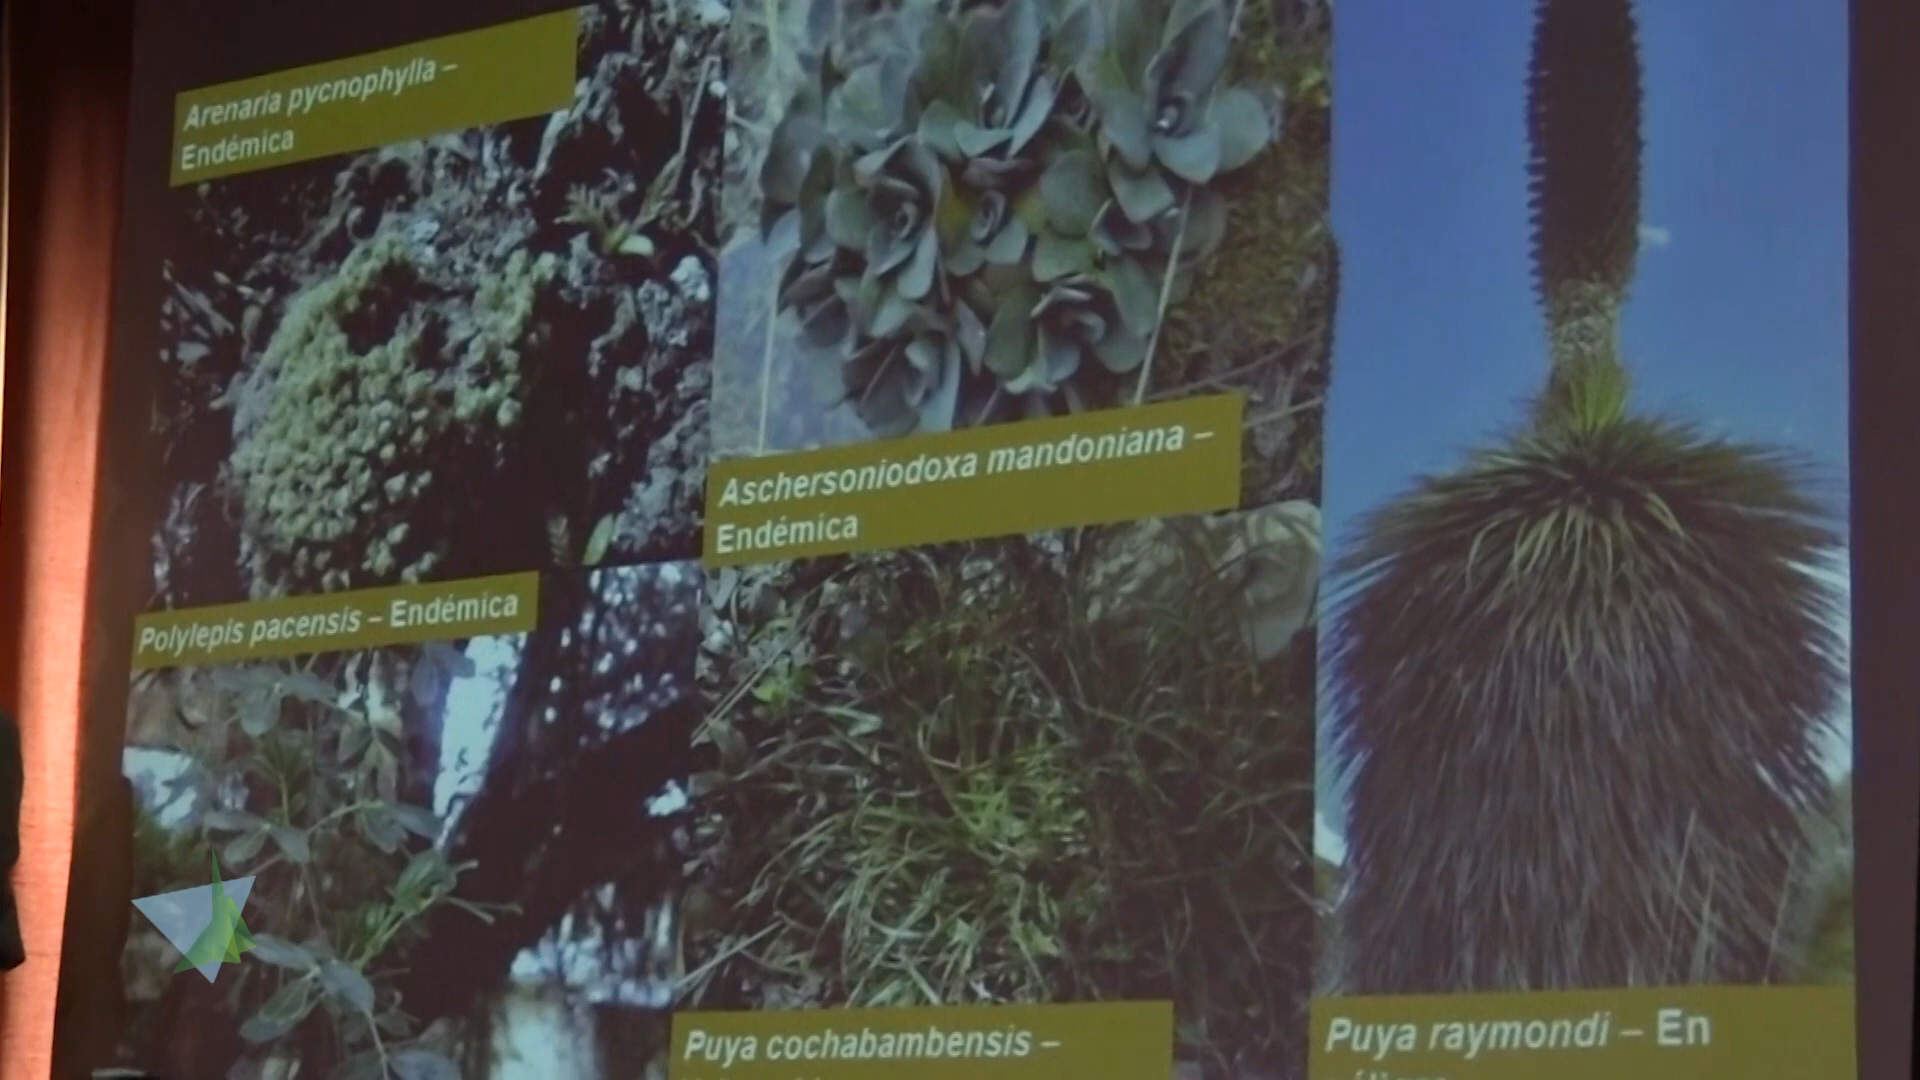 Arenaria pycnophylla –
Endémica
Aschersoniodoxa mandoniana –
Endémica
Polylepis pacensis – Endémica
Puya cochabambensis –
Puya raymondi – En